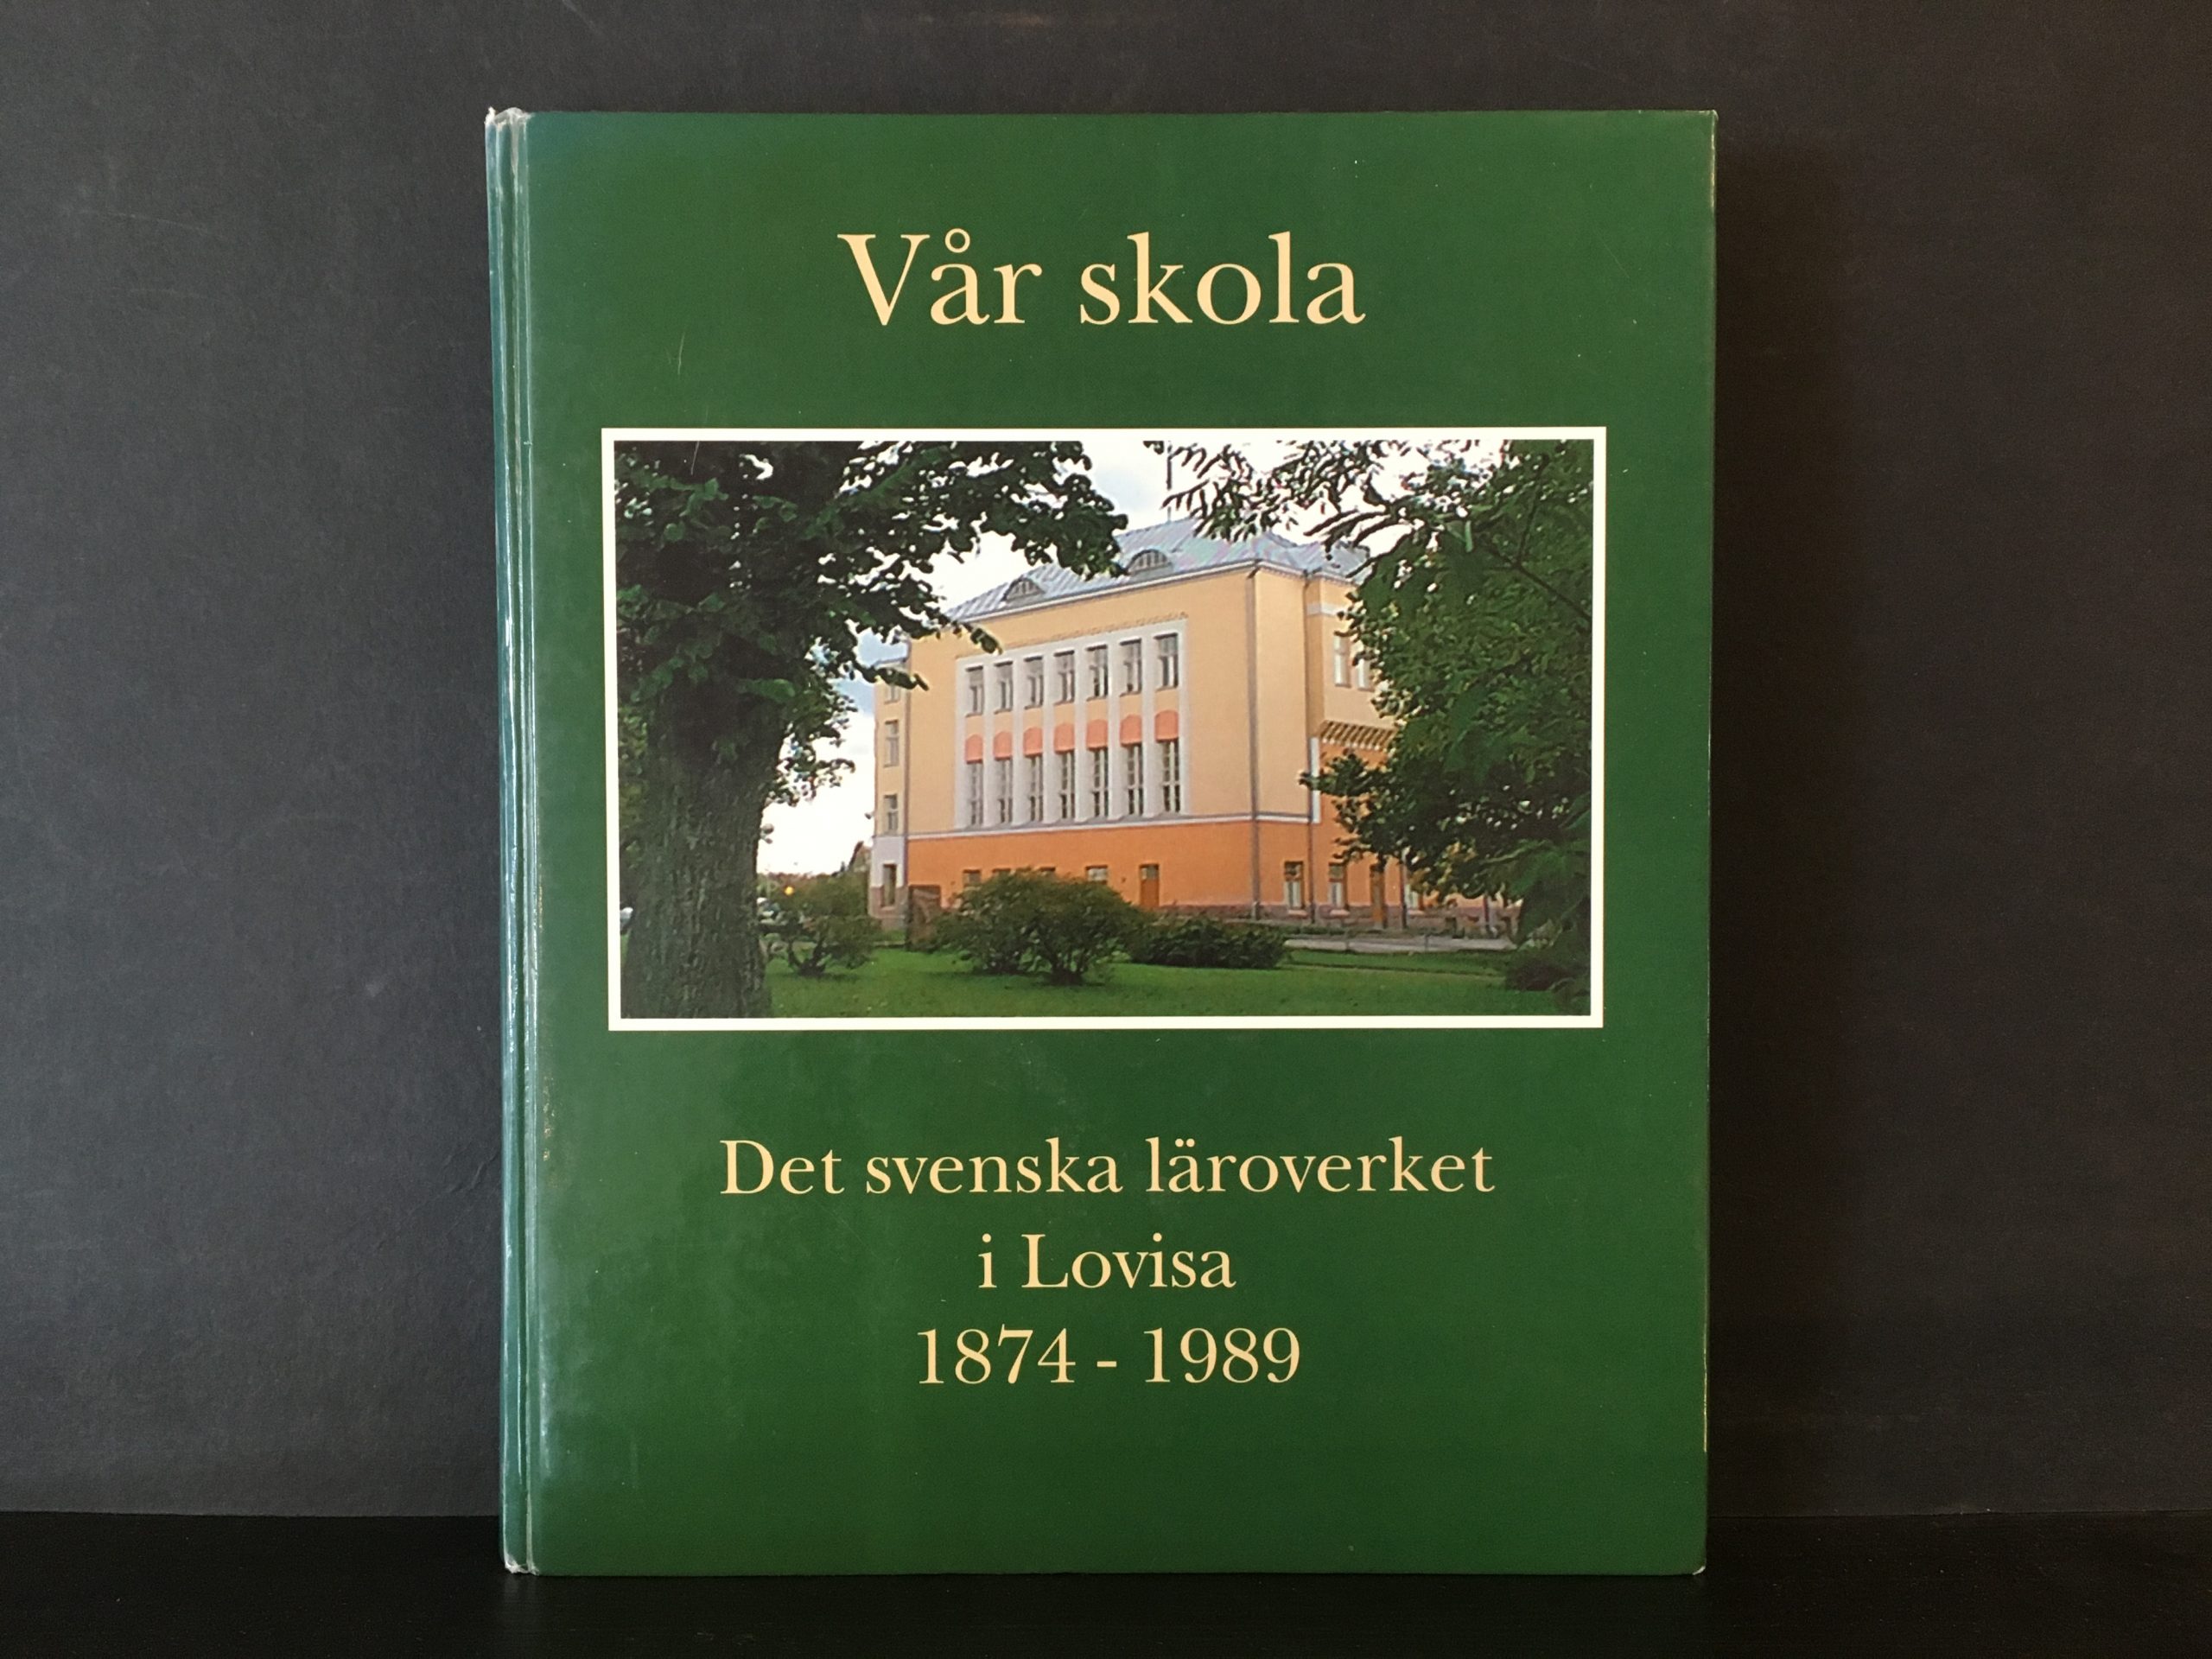 Vår skola
Det svenska läroverket
i Lovisa
1874 - 1989